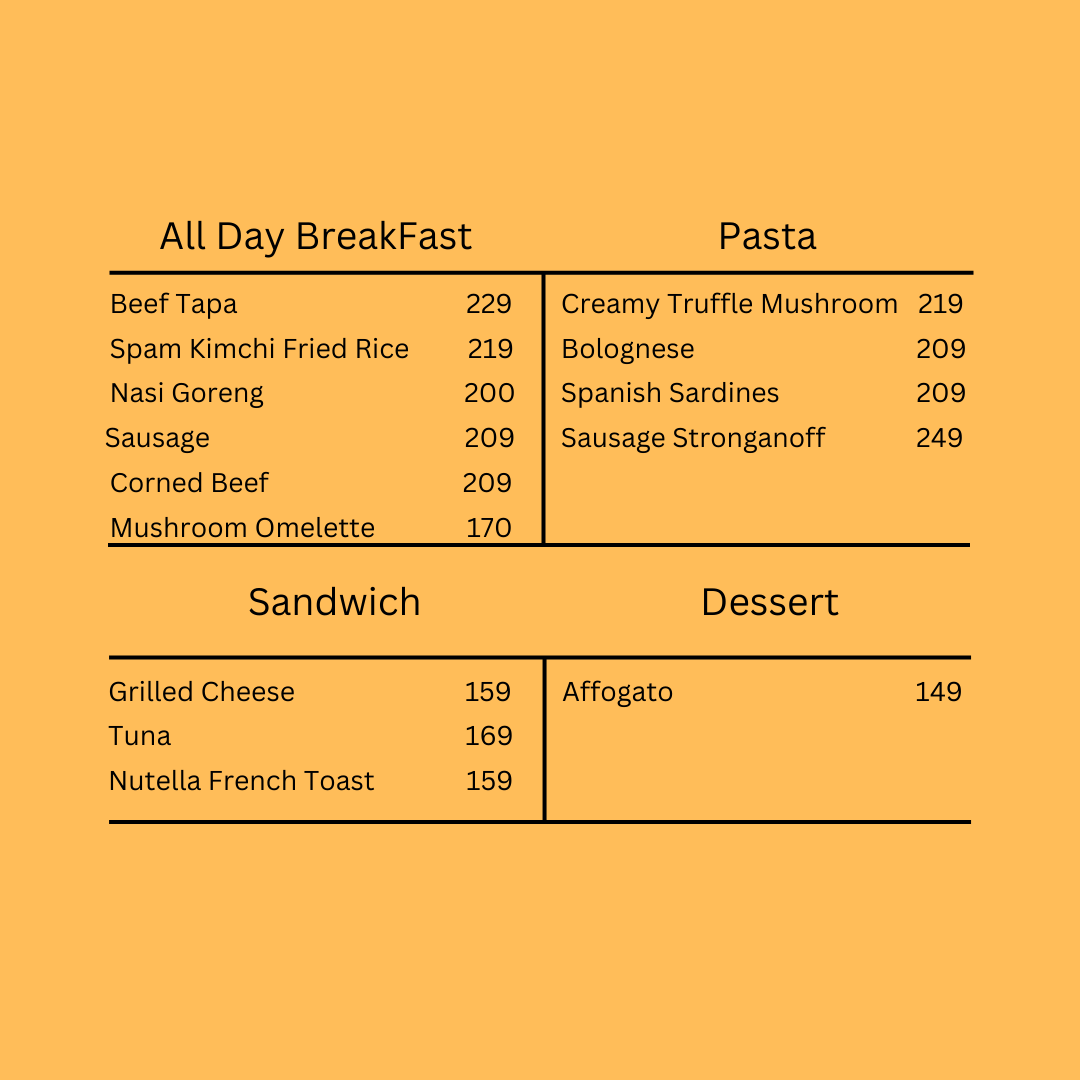 All Day BreakFast
Beef Tapa 229
Spam Kimchi Fried Rice 219
Nasi Goreng 200
Sausage 209
Corned Beef 209
Mushroom Omelette 170
Pasta
Creamy Truffle Mushroom 219
Bolognese 209
Spanish Sardines 209
Sausage Stronganoff 249
Sandwich
Grilled Cheese 159
Tuna 169
Nutella French Toast 159
Dessert
Affogato 149